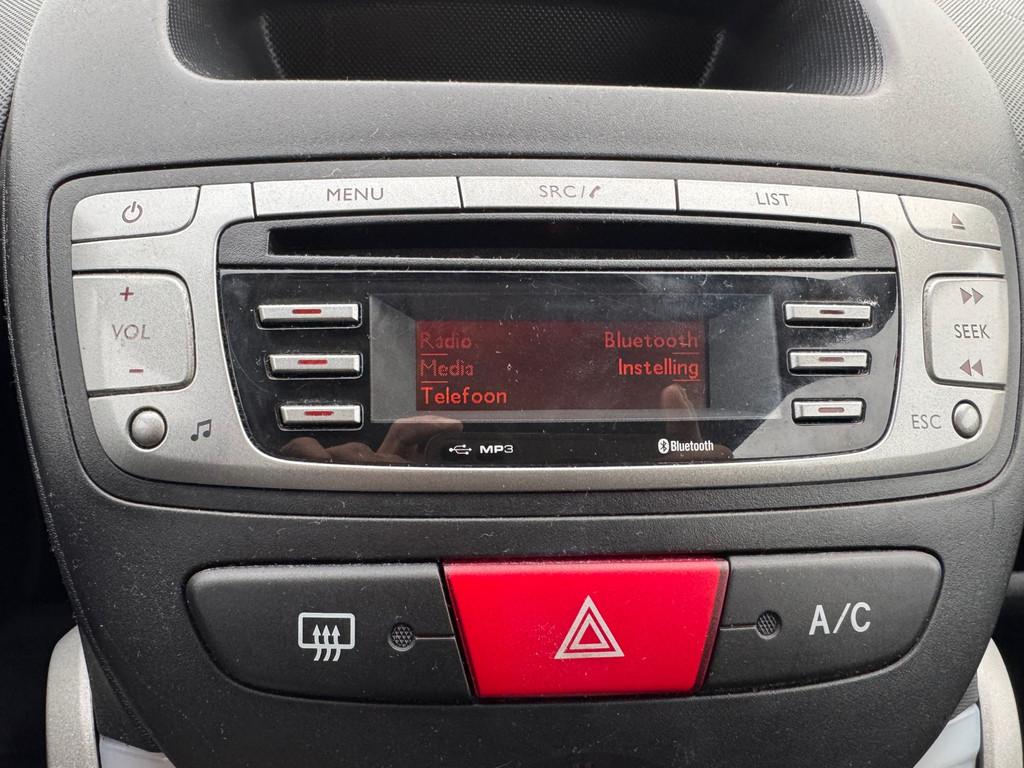 MENU SRC/ LIST
+
VOL
-
SEEK
ESC
Radio Bluetooth
Media Instelling
Telefoon
MP3 Bluetooth
A/C